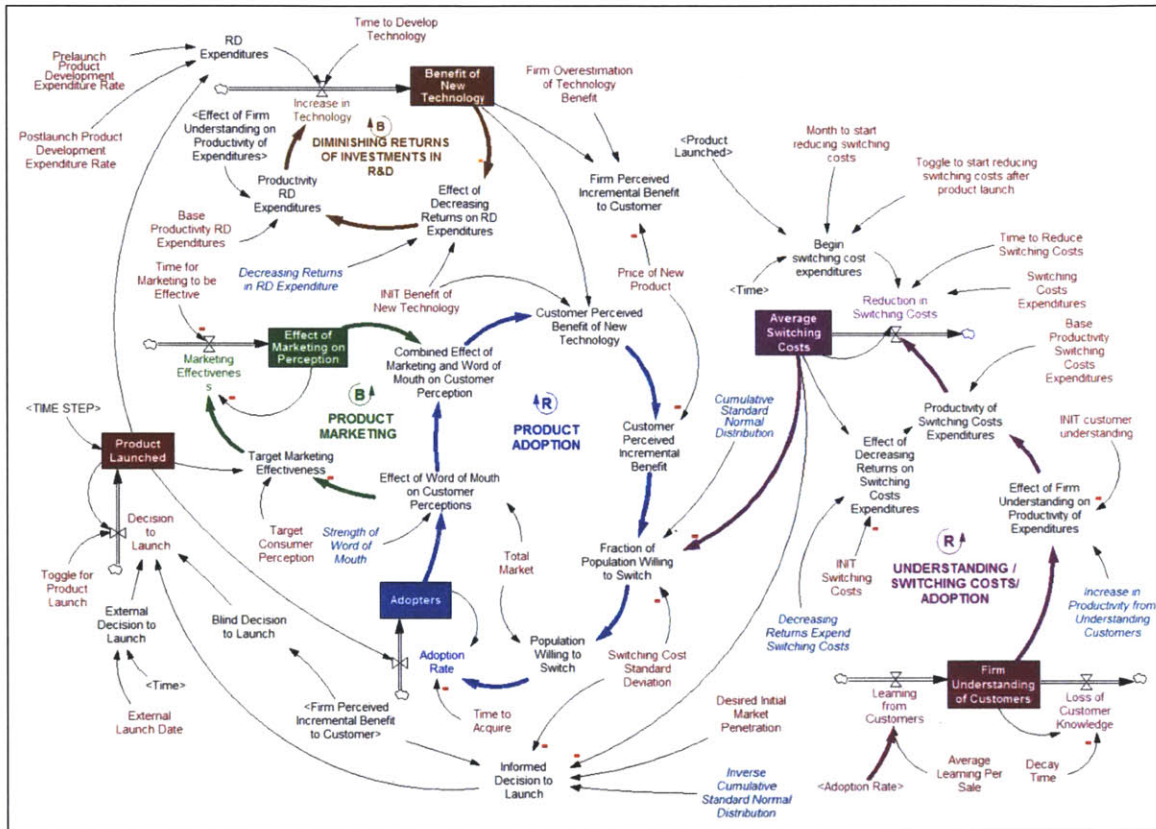 RD
Expenditures
Time to Develop
Technology
Prelaunch
Product
Development
Expenditure Rate
Benefit of
New
Technology
Firm Overestimation
of Technology
Benefit
Increase in
Technology
<Effect of Firm
Understanding on
Productivity of
Expenditures>
Postlaunch Product
Development
Expenditure Rate
B
DIMINISHING RETURNS
OF INVESTMENTS IN
R&D
<Product
Launched>
Month to start
reducing switching
costs
Toggle to start reducing
switching costs after
product launch
Productivity RD
Expenditures
Effect of
Decreasing
Returns on RD
Expenditures
Firm Perceived
Incremental Benefit
to Customer
Base
Productivity RD
Expenditures
Begin
switching cost
expenditures
Time to Reduce
Switching Costs
Time for
Marketing to be
Effective
Decreasing Returns
in RD Expenditure
INIT Benefit of
New Technology
Price of New
Product
<Time>
Switching
Costs
Expenditures
Reduction in
Switching Costs
Effect of
Marketing on
Perception
Customer Perceived
Benefit of New
Technology
Average
Switching
Costs
Base
Productivity
Switching
Costs
Expenditures
Marketing
Effectivenes
s
Combined Effect of
Marketing and Word of
Mouth on Customer
Perception
B
PRODUCT
MARKETING
R
PRODUCT
ADOPTION
Cumulative
Standard
Normal
Distribution
Productivity of
Switching Costs
Expenditures
INIT customer
understanding
<TIME STEP>
Product
Launched
Target Marketing
Effectiveness
Customer
Perceived
Incremental
Benefit
Effect of
Decreasing
Returns on
Switching
Costs
Expenditures
Effect of Word of Mouth
on Customer
Perceptions
Effect of Firm
Understanding on
Productivity of
Expenditures
Decision
to
Launch
Target
Consumer
Perception
Strength of
Word of
Mouth
Total
Market
Fraction of
Population Willing
to Switch
INIT
Switching
Costs
R
UNDERSTANDING /
SWITCHING COSTS/
ADOPTION
Toggle for
Product
Launch
Adopters
External
Decision to
Launch
Blind Decision
to Launch
Decreasing
Returns Expend
Switching Costs
Increase in
Productivity from
Understanding
Customers
Adoption
Rate
Population
Willing to
Switch
Switching Cost
Standard
Deviation
<Time>
Firm
Understanding
of Customers
<Firm Perceived
Incremental Benefit
to Customer>
Time to
Acquire
Desired Initial
Market
Penetration
Learning
from
Customers
Loss of
Customer
Knowledge
External
Launch Date
Informed
Decision to
Launch
Inverse
Cumulative
Standard Normal
Distribution
<Adoption Rate>
Average
Learning Per
Sale
Decay
Time